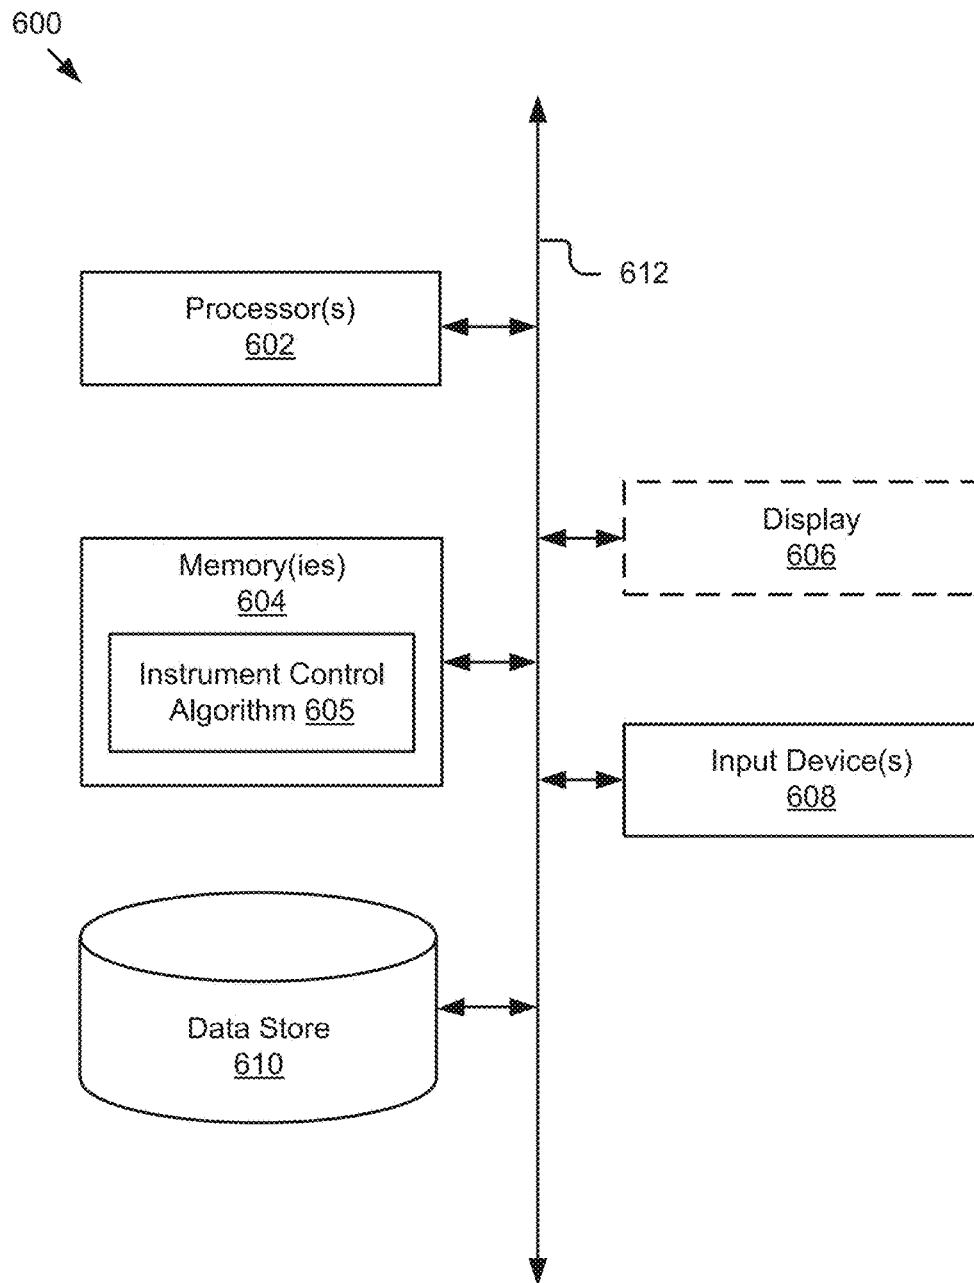 600
612
Processor(s)
602
Display
606
Memory(ies)
604
Instrument Control
Algorithm 605
Input Device(s)
608
Data Store
610